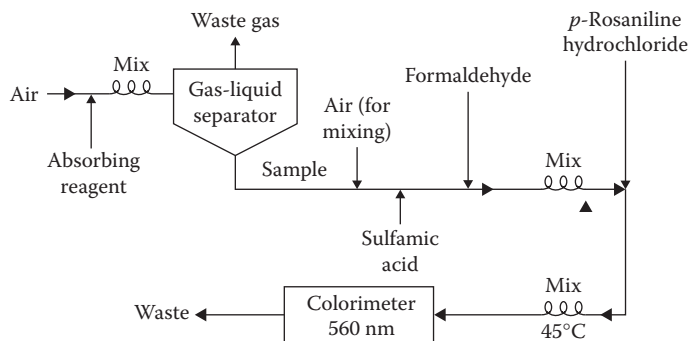 Waste gas
p-Rosaniline
hydrochloride
Mix
Formaldehyde
Air
Gas-liquid
separator
Air (for
mixing)
Absorbing
reagent
Sample
Mix
Sulfamic
acid
Waste
Colorimeter
560 nm
Mix
45°C